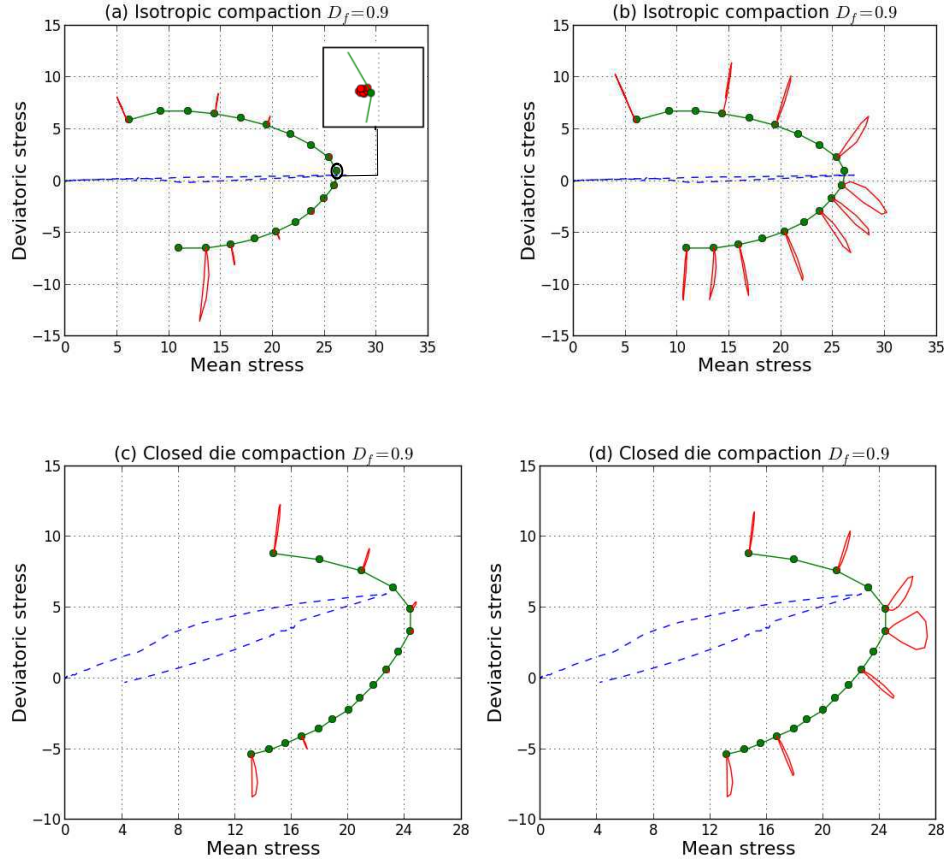 (a) Isotropic compaction D_f=0.9
(b) Isotropic compaction D_f=0.9
15
10
5
0
−5
−10
−15
Deviatoric stress
0 5 10 15 20 25 30 35
Mean stress
15
10
5
0
−5
−10
−15
Deviatoric stress
0 5 10 15 20 25 30 35
Mean stress
(c) Closed die compaction D_f=0.9
(d) Closed die compaction D_f=0.9
15
10
5
0
−5
−10
Deviatoric stress
0 4 8 12 16 20 24 28
Mean stress
15
10
5
0
−5
−10
Deviatoric stress
0 4 8 12 16 20 24 28
Mean stress